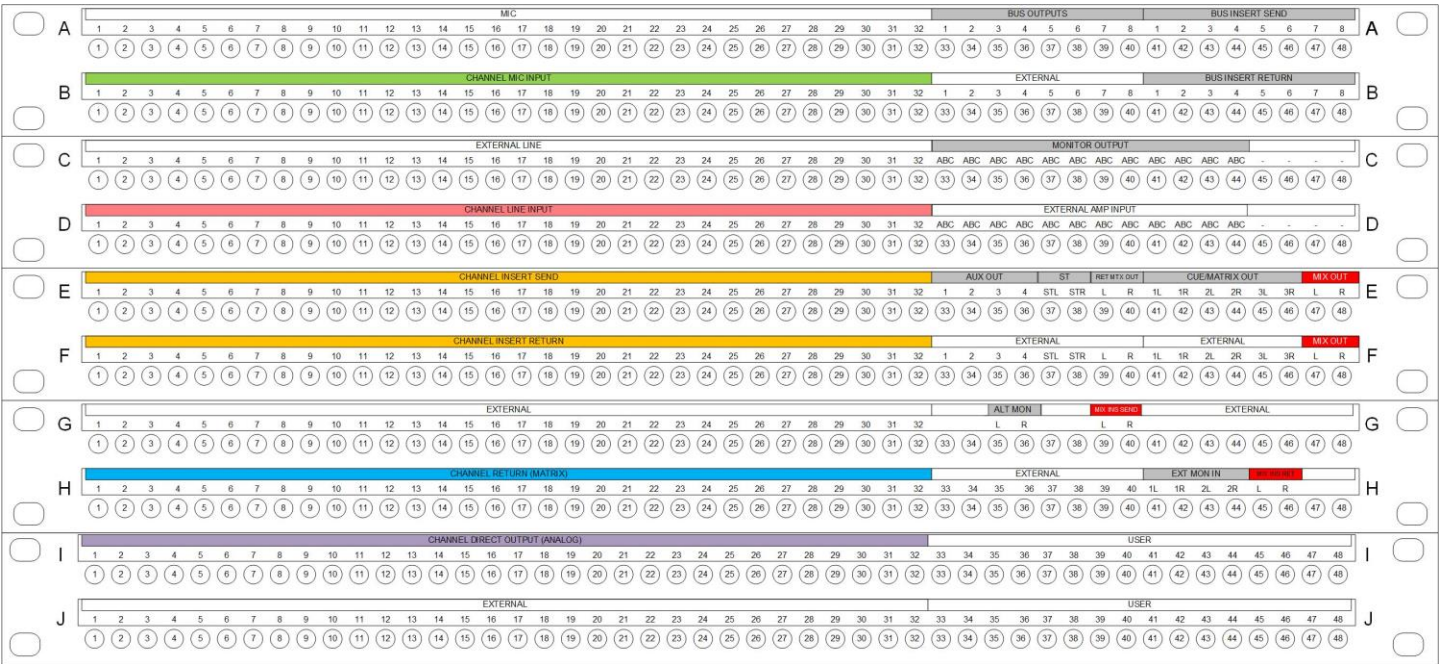 MIC BUS OUTPUTS BUS INSERT SEND
A 1 2 3 4 5 6 7 8 9 10 11 12 13 14 15 16 17 18 19 20 21 22 23 24 25 26 27 28 29 30 31 32 1 2 3 4 5 6 7 8 1 2 3 4 5 6 7 8 A
1 2 3 4 5 6 7 8 9 10 11 12 13 14 15 16 17 18 19 20 21 22 23 24 25 26 27 28 29 30 31 32 33 34 35 36 37 38 39 40 41 42 43 44 45 46 47 48
CHANNEL MIC INPUT EXTERNAL BUS INSERT RETURN
B 1 2 3 4 5 6 7 8 9 10 11 12 13 14 15 16 17 18 19 20 21 22 23 24 25 26 27 28 29 30 31 32 1 2 3 4 5 6 7 8 1 2 3 4 5 6 7 8 B
1 2 3 4 5 6 7 8 9 10 11 12 13 14 15 16 17 18 19 20 21 22 23 24 25 26 27 28 29 30 31 32 33 34 35 36 37 38 39 40 41 42 43 44 45 46 47 48
EXTERNAL LINE MONITOR OUTPUT
C 1 2 3 4 5 6 7 8 9 10 11 12 13 14 15 16 17 18 19 20 21 22 23 24 25 26 27 28 29 30 31 32 ABC ABC ABC ABC ABC ABC ABC ABC ABC ABC ABC ABC - - - - C
1 2 3 4 5 6 7 8 9 10 11 12 13 14 15 16 17 18 19 20 21 22 23 24 25 26 27 28 29 30 31 32 33 34 35 36 37 38 39 40 41 42 43 44 45 46 47 48
CHANNEL LINE INPUT EXTERNAL AMP INPUT
D 1 2 3 4 5 6 7 8 9 10 11 12 13 14 15 16 17 18 19 20 21 22 23 24 25 26 27 28 29 30 31 32 ABC ABC ABC ABC ABC ABC ABC ABC ABC ABC ABC ABC - - - - D
1 2 3 4 5 6 7 8 9 10 11 12 13 14 15 16 17 18 19 20 21 22 23 24 25 26 27 28 29 30 31 32 33 34 35 36 37 38 39 40 41 42 43 44 45 46 47 48
CHANNEL INSERT SEND AUX OUT ST RET MTX OUT CUE/MATRIX OUT MIX OUT
E 1 2 3 4 5 6 7 8 9 10 11 12 13 14 15 16 17 18 19 20 21 22 23 24 25 26 27 28 29 30 31 32 1 2 3 4 STL STR L R 1L 1R 2L 2R 3L 3R L R E
1 2 3 4 5 6 7 8 9 10 11 12 13 14 15 16 17 18 19 20 21 22 23 24 25 26 27 28 29 30 31 32 33 34 35 36 37 38 39 40 41 42 43 44 45 46 47 48
CHANNEL INSERT RETURN EXTERNAL EXTERNAL MIX OUT
F 1 2 3 4 5 6 7 8 9 10 11 12 13 14 15 16 17 18 19 20 21 22 23 24 25 26 27 28 29 30 31 32 1 2 3 4 STL STR L R 1L 1R 2L 2R 3L 3R L R F
1 2 3 4 5 6 7 8 9 10 11 12 13 14 15 16 17 18 19 20 21 22 23 24 25 26 27 28 29 30 31 32 33 34 35 36 37 38 39 40 41 42 43 44 45 46 47 48
EXTERNAL ALT MON MIX INS SEND EXTERNAL
G 1 2 3 4 5 6 7 8 9 10 11 12 13 14 15 16 17 18 19 20 21 22 23 24 25 26 27 28 29 30 31 32 L R L R G
1 2 3 4 5 6 7 8 9 10 11 12 13 14 15 16 17 18 19 20 21 22 23 24 25 26 27 28 29 30 31 32 33 34 35 36 37 38 39 40 41 42 43 44 45 46 47 48
CHANNEL RETURN (MATRIX) EXTERNAL EXT MON IN
H 1 2 3 4 5 6 7 8 9 10 11 12 13 14 15 16 17 18 19 20 21 22 23 24 25 26 27 28 29 30 31 32 33 34 35 36 37 38 39 40 1L 1R 2L 2R L R H
1 2 3 4 5 6 7 8 9 10 11 12 13 14 15 16 17 18 19 20 21 22 23 24 25 26 27 28 29 30 31 32 33 34 35 36 37 38 39 40 41 42 43 44 45 46 47 48
CHANNEL DIRECT OUTPUT (ANALOG) USER
I 1 2 3 4 5 6 7 8 9 10 11 12 13 14 15 16 17 18 19 20 21 22 23 24 25 26 27 28 29 30 31 32 33 34 35 36 37 38 39 40 41 42 43 44 45 46 47 48 I
1 2 3 4 5 6 7 8 9 10 11 12 13 14 15 16 17 18 19 20 21 22 23 24 25 26 27 28 29 30 31 32 33 34 35 36 37 38 39 40 41 42 43 44 45 46 47 48
EXTERNAL USER
J 1 2 3 4 5 6 7 8 9 10 11 12 13 14 15 16 17 18 19 20 21 22 23 24 25 26 27 28 29 30 31 32 33 34 35 36 37 38 39 40 41 42 43 44 45 46 47 48 J
1 2 3 4 5 6 7 8 9 10 11 12 13 14 15 16 17 18 19 20 21 22 23 24 25 26 27 28 29 30 31 32 33 34 35 36 37 38 39 40 41 42 43 44 45 46 47 48